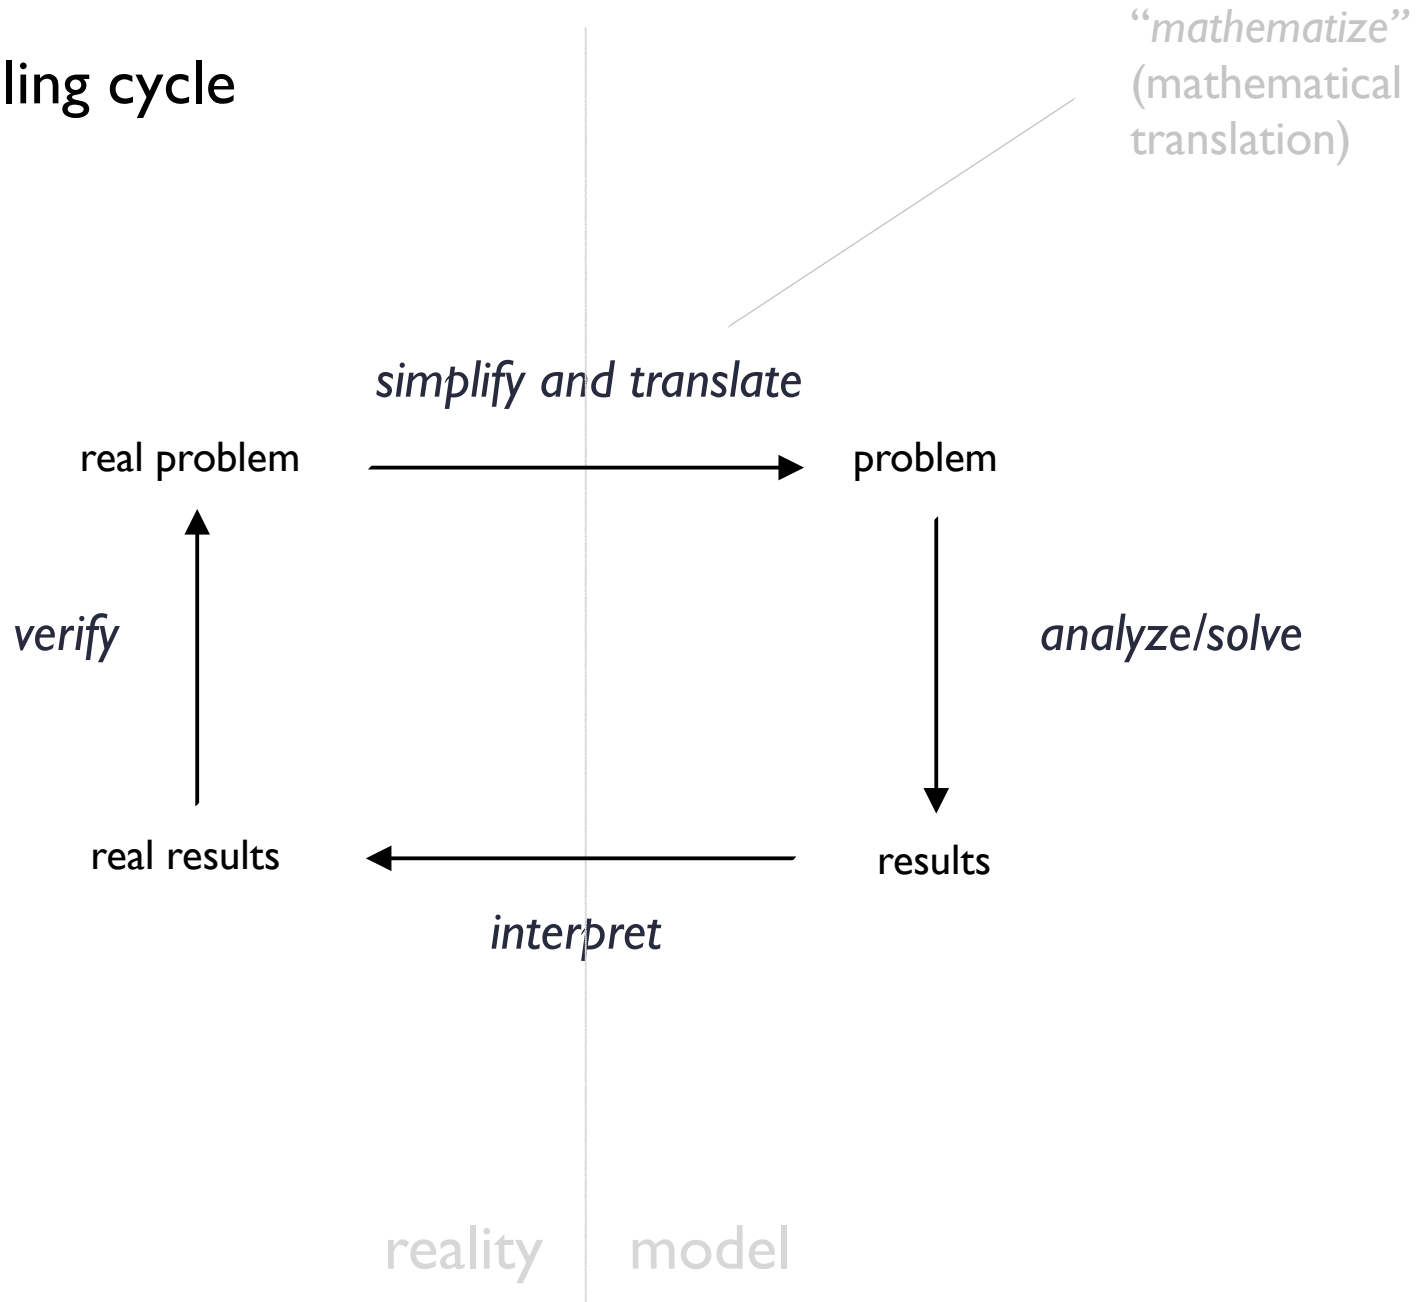 “mathematize”
ling cycle
(mathematical
translation)
simplify and translate
real problem
problem
verify
analyze/solve
real results
results
interpret
reality
model